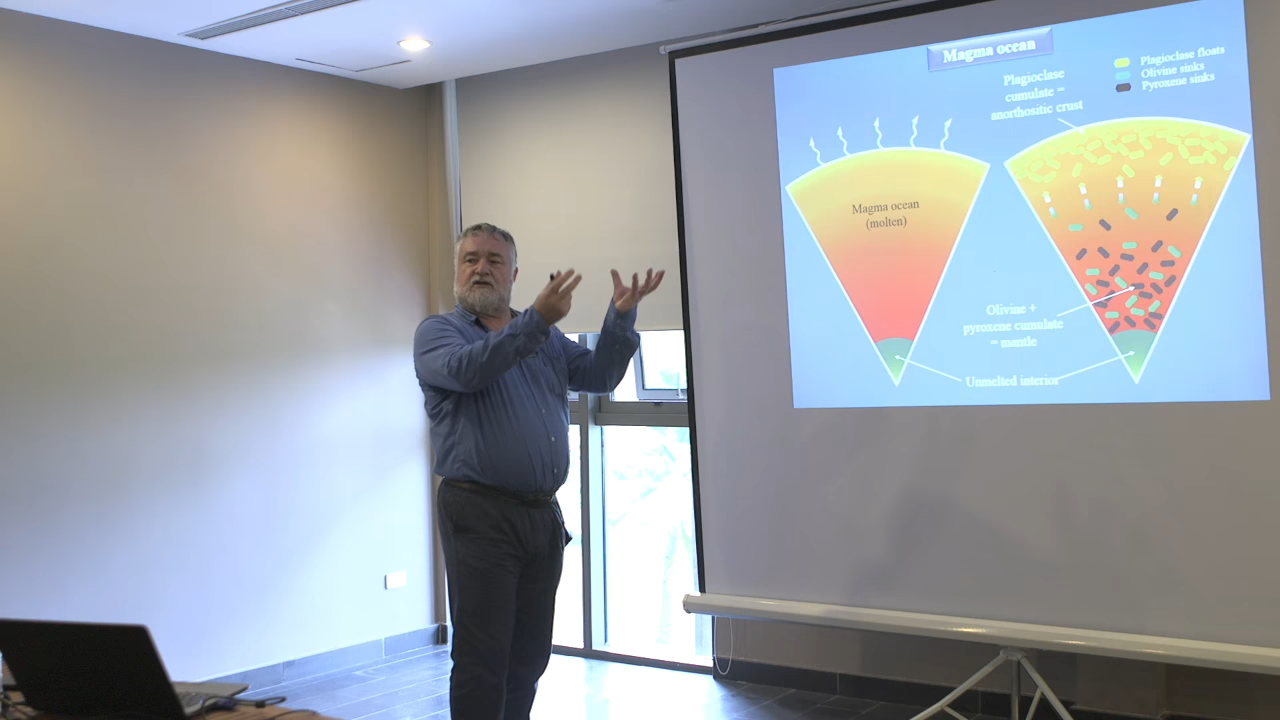 Magma ocean
Plagioclase floats
Olivine sinks
Pyroxene sinks
Plagioclase
cumulate =
anorthositic crust
Magma ocean
(molten)
Olivine +
pyroxene cumulate
= mantle
Unmelted interior